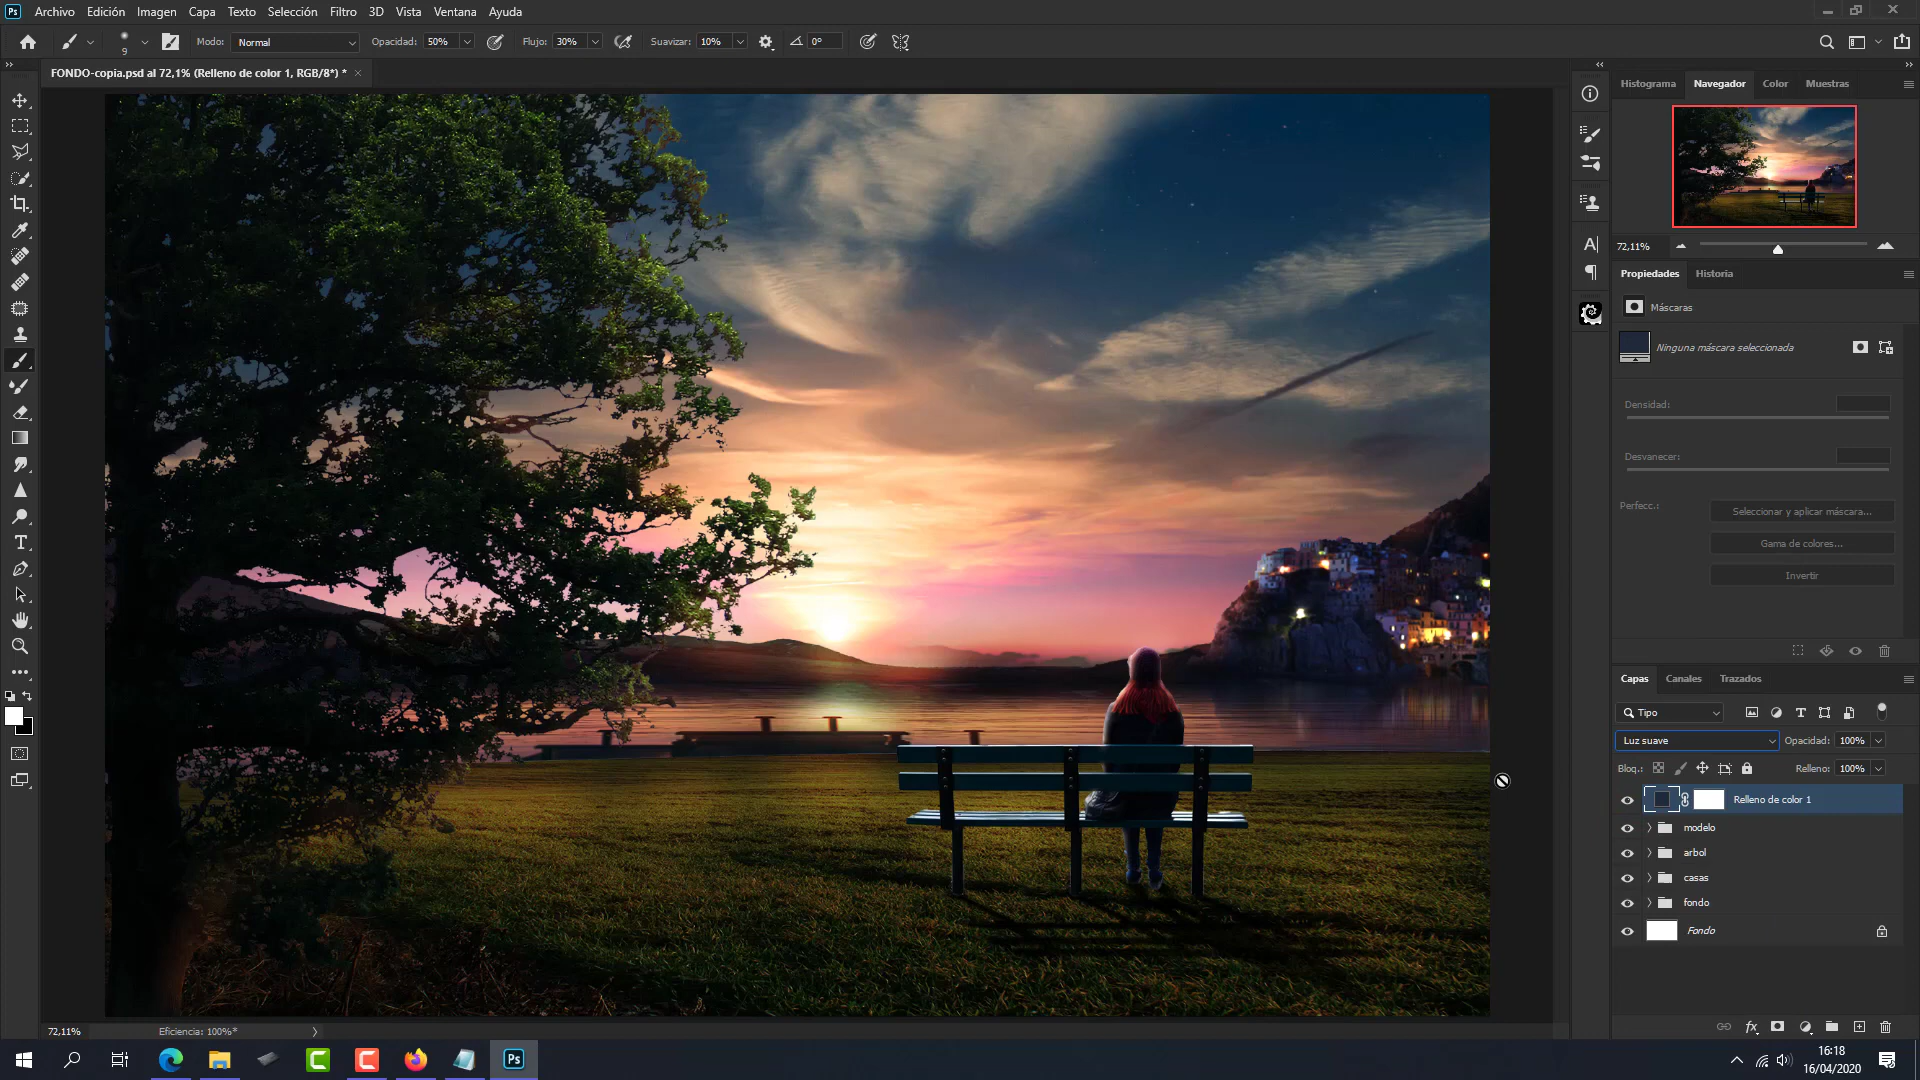 Ps Archivo Edición Imagen Capa Texto Selección Filtro 3D Vista Ventana Ayuda
9 Modo: Normal Opacidad: 50% Flujo: 30% Suavizar: 10% 0°
FONDO-copia.psd al 72,1% (Relleno de color 1, RGB/8*) *
Histograma Navegador Color Muestras
72,11%
Propiedades Historia
Máscaras
Ninguna máscara seleccionada
Densidad:
Desvanecer:
Perfecc.: Seleccionar y aplicar máscara...
Gama de colores...
Invertir
Capas Canales Trazados
Tipo
Luz suave Opacidad: 100%
Bloq.: Relleno: 100%
Relleno de color 1
modelo
arbol
casas
fondo
Fondo
72,11% Eficiencia: 100%*
Ps
16:18
16/04/2020